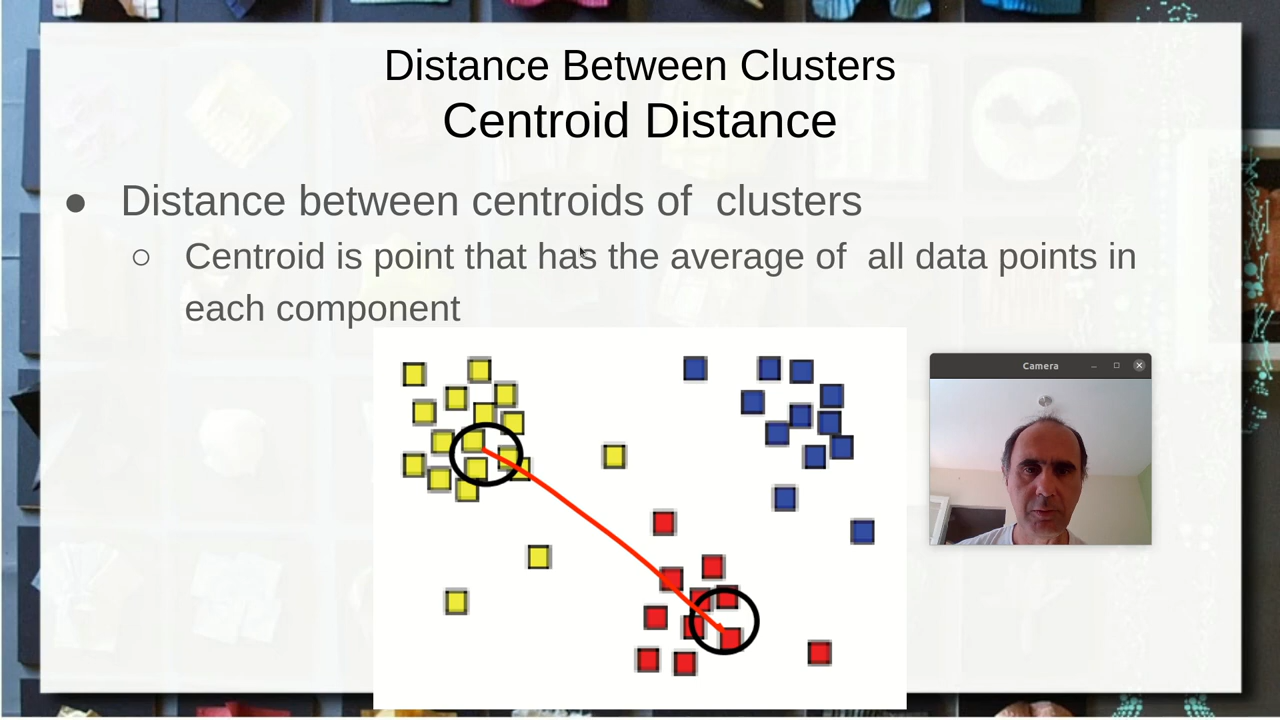 Distance Between Clusters
Centroid Distance
● Distance between centroids of  clusters
○ Centroid is point that has the average of  all data points in
each component
Camera